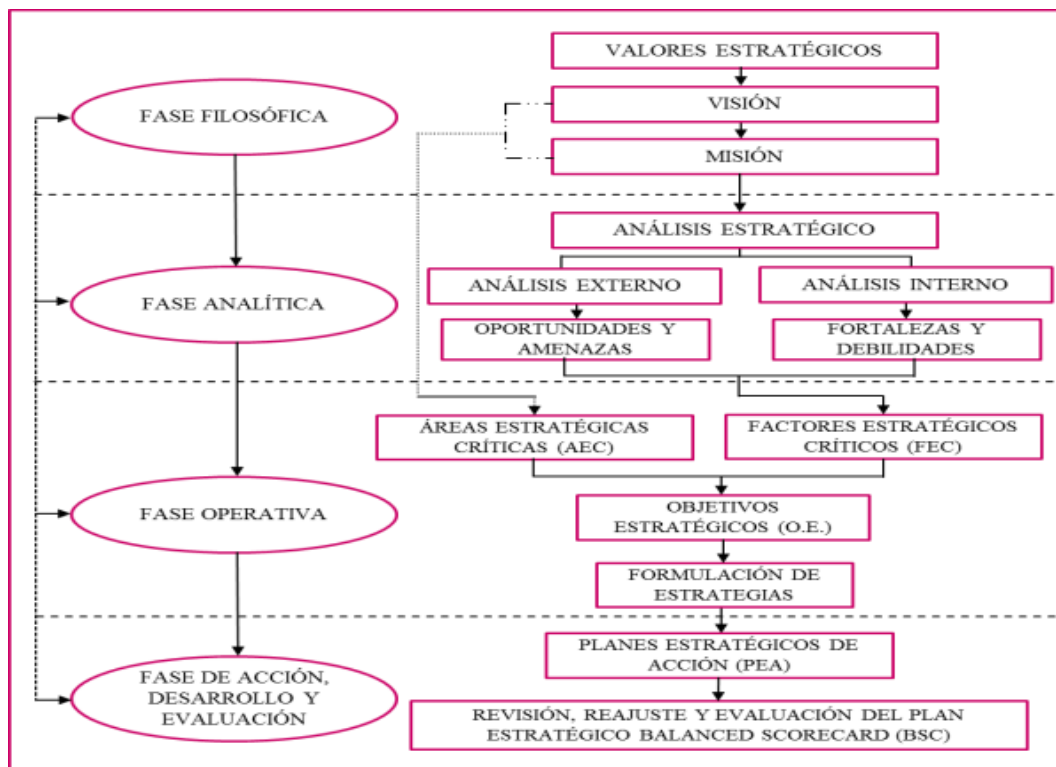 VALORES ESTRATÉGICOS
FASE FILOSÓFICA
VISIÓN
MISIÓN
ANÁLISIS ESTRATÉGICO
FASE ANALÍTICA
ANÁLISIS EXTERNO
ANÁLISIS INTERNO
OPORTUNIDADES Y
AMENAZAS
FORTALEZAS Y
DEBILIDADES
ÁREAS ESTRATÉGICAS
CRÍTICAS (AEC)
FACTORES ESTRATÉGICOS
CRÍTICOS (FEC)
FASE OPERATIVA
OBJETIVOS
ESTRATÉGICOS (O.E.)
FORMULACIÓN DE
ESTRATEGIAS
FASE DE ACCIÓN,
DESARROLLO Y
EVALUACIÓN
PLANES ESTRATÉGICOS DE
ACCIÓN (PEA)
REVISIÓN, REAJUSTE Y EVALUACIÓN DEL PLAN
ESTRATÉGICO BALANCED SCORECARD (BSC)